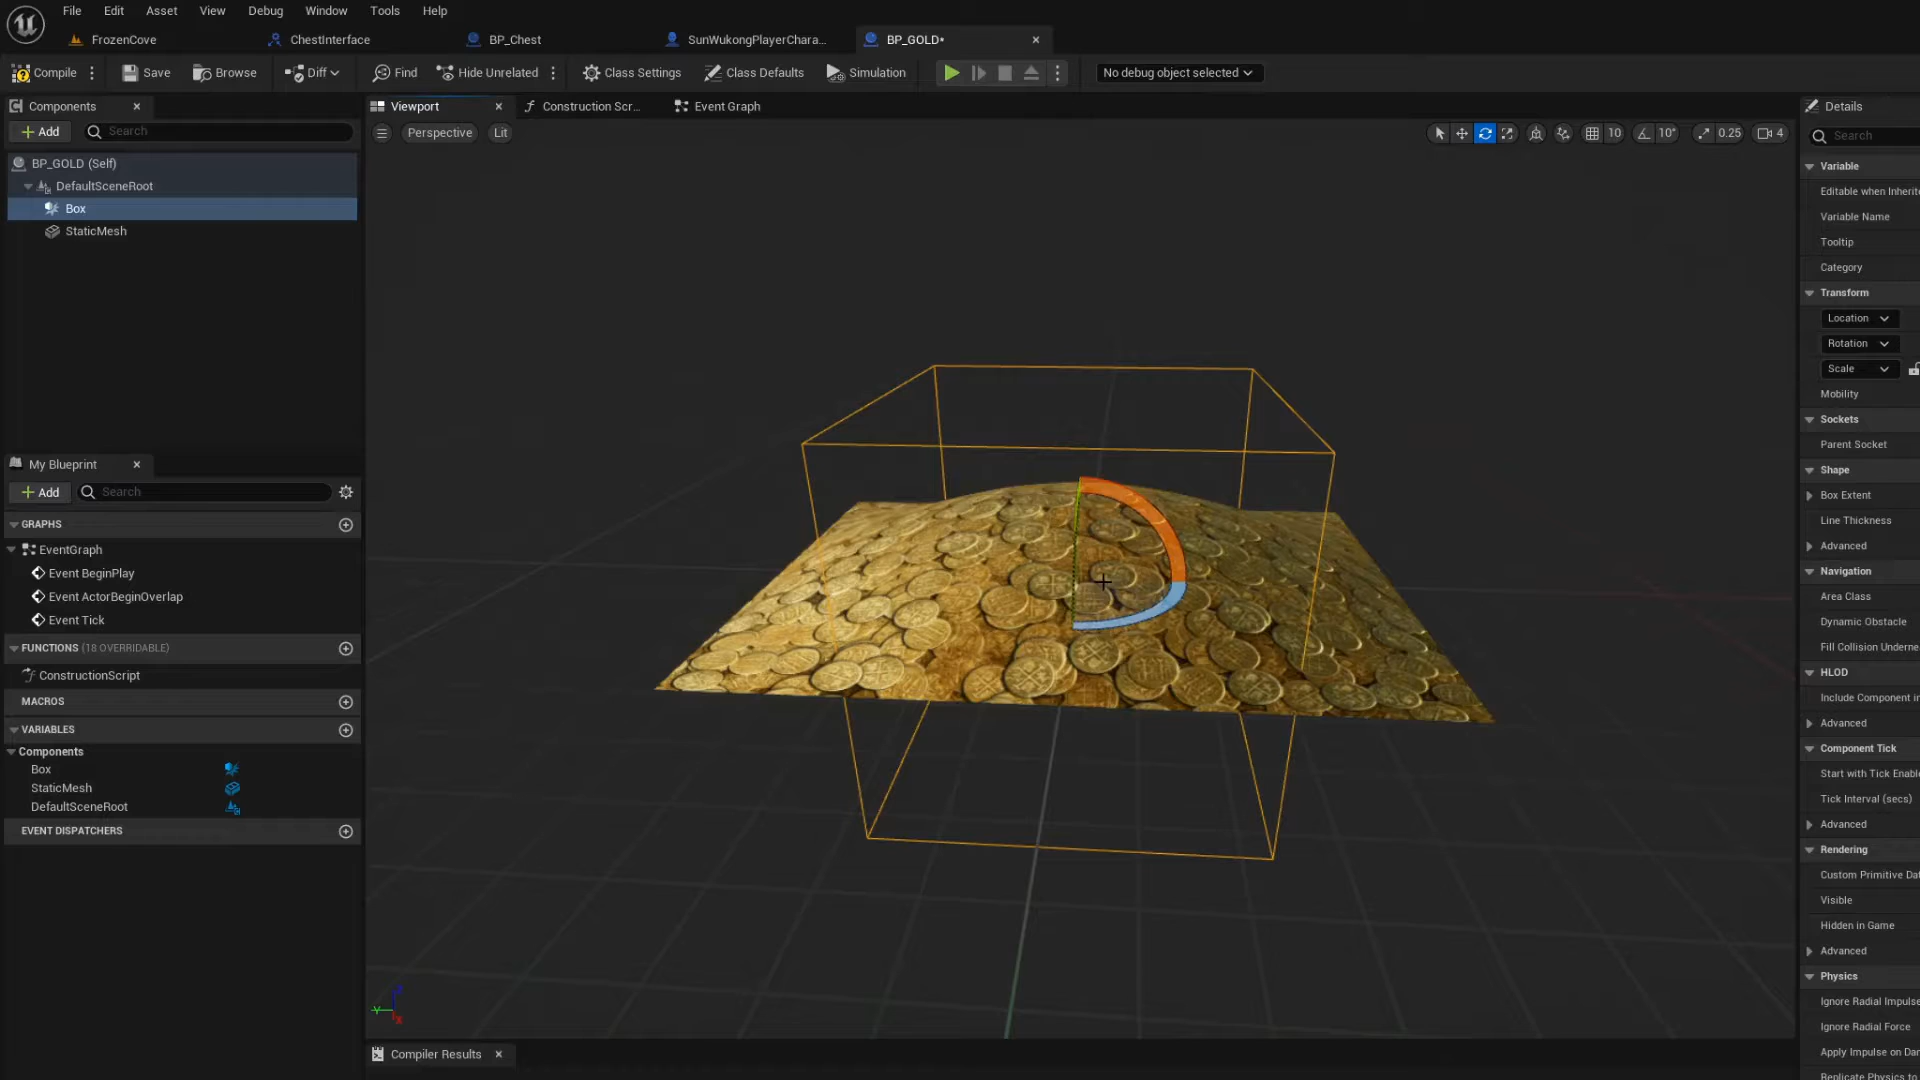 File Edit Asset View Debug Window Tools Help
FrozenCove ChestInterface BP_Chest SunWukongPlayerChara... BP_GOLD•
Compile Save Browse Diff Find Hide Unrelated Class Settings Class Defaults Simulation No debug object selected
Components Viewport Construction Scr... Event Graph Details
Add Search Perspective Lit 10 10° 0.25 4 Search
BP_GOLD (Self)
DefaultSceneRoot
Box
StaticMesh
My Blueprint
Add Search
GRAPHS
EventGraph
Event BeginPlay
Event ActorBeginOverlap
Event Tick
FUNCTIONS (18 OVERRIDABLE)
ConstructionScript
MACROS
VARIABLES
Components
Box
StaticMesh
DefaultSceneRoot
EVENT DISPATCHERS
Y
X
Compiler Results
Variable
Editable when Inherite
Variable Name
Tooltip
Category
Transform
Location
Rotation
Scale
Mobility
Sockets
Parent Socket
Shape
Box Extent
Line Thickness
Advanced
Navigation
Area Class
Dynamic Obstacle
Fill Collision Underne
HLOD
Include Component in
Advanced
Component Tick
Start with Tick Enable
Tick Interval (secs)
Advanced
Rendering
Custom Primitive Dat
Visible
Hidden in Game
Advanced
Physics
Ignore Radial Impulse
Ignore Radial Force
Apply Impulse on Dan
Replicate Physics to